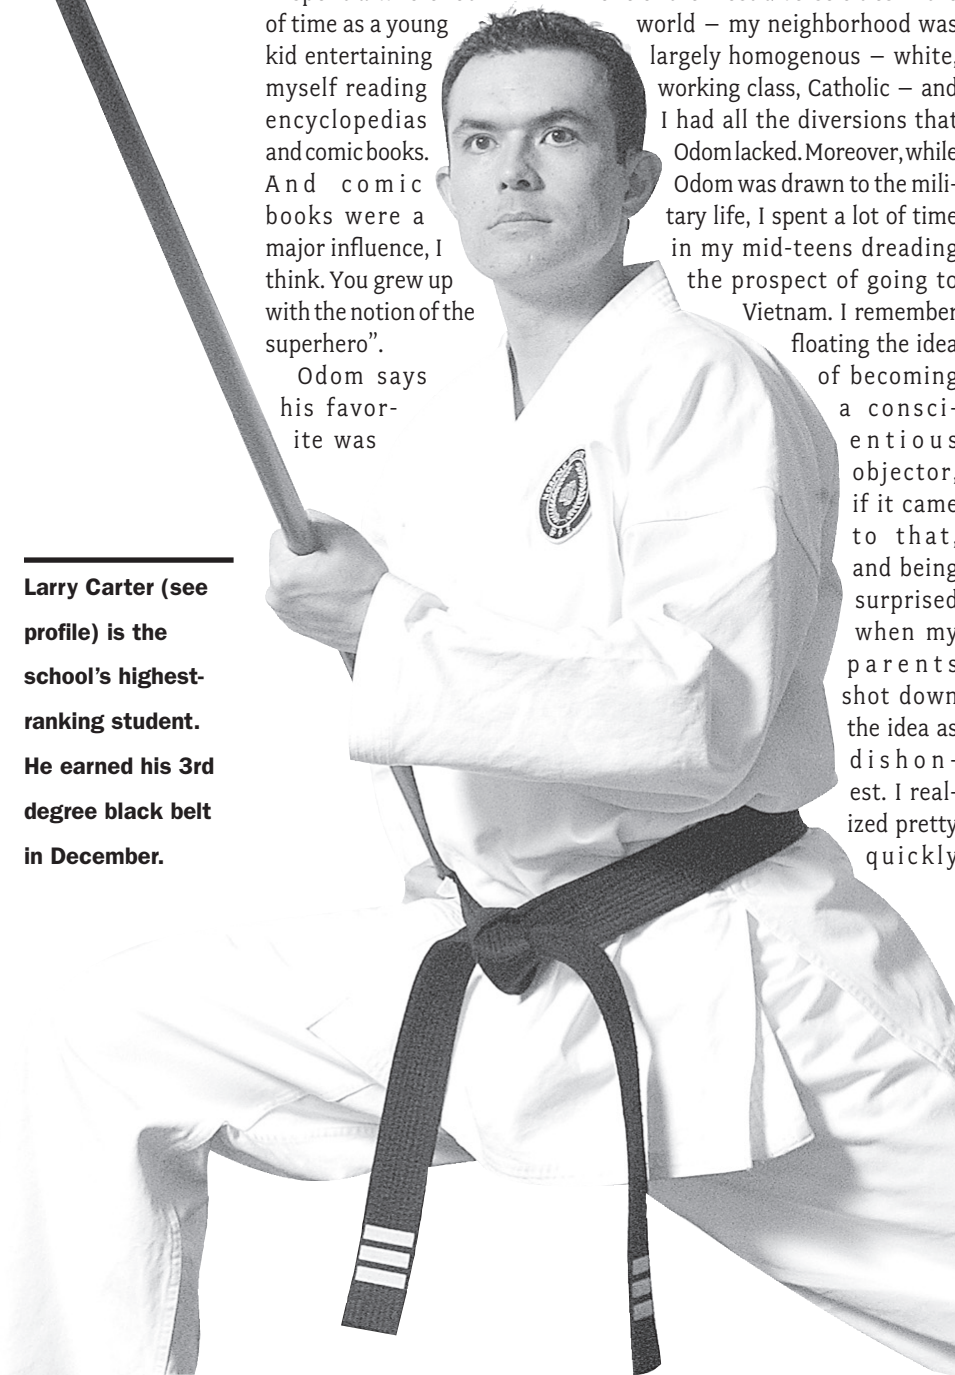 of time as a young
kid entertaining
myself reading
encyclopedias
and comic books.
And comic
books were a
major influence, I
think. You grew up
with the notion of the
superhero”.
Odom says
his favor-
ite was
Larry Carter (see
profile) is the
school’s highest-
ranking student.
He earned his 3rd
degree black belt
in December.
world – my neighborhood was
largely homogenous – white,
working class, Catholic – and
I had all the diversions that
Odom lacked. Moreover, while
Odom was drawn to the mili-
tary life, I spent a lot of time
in my mid-teens dreading
the prospect of going to
Vietnam. I remember
floating the idea
of becoming
a consci-
entious
objector,
if it came
to that,
and being
surprised
when my
parents
shot down
the idea as
dishon-
est. I real-
ized pretty
quickly